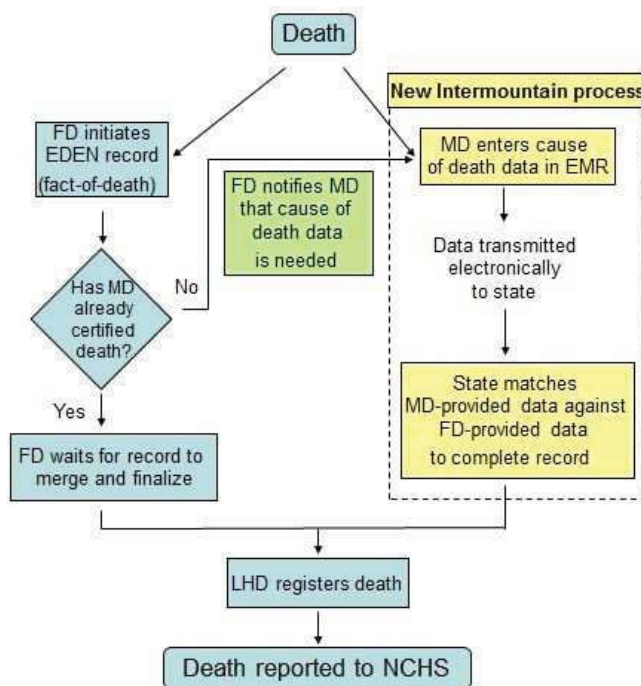 Death
New Intermountain process
FD initiates
EDEN record
(fact-of-death)
MD enters cause
of death data in EMR
FD notifies MD
that cause of
death data
is needed
No
Data transmitted
electronically
to state
Has MD
already
certified
death?
Yes
State matches
MD-provided data against
FD-provided data
to complete record
FD waits for record to
merge and finalize
LHD registers death
Death reported to NCHS